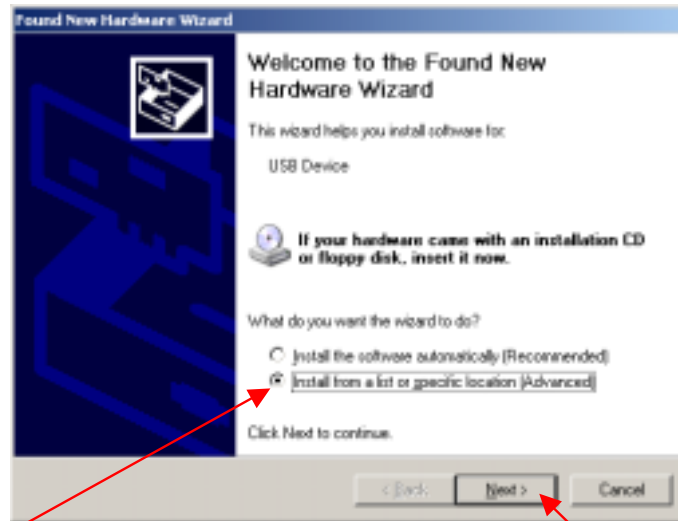 Found New Hardware Wizard
Welcome to the Found New
Hardware Wizard
This wizard helps you install software for:
USB Device
If your hardware came with an installation CD
or floppy disk, insert it now.
What do you want the wizard to do?
Install the software automatically (Recommended)
Install from a list or specific location (Advanced)
Click Next to continue.
< Back
Next >
Cancel